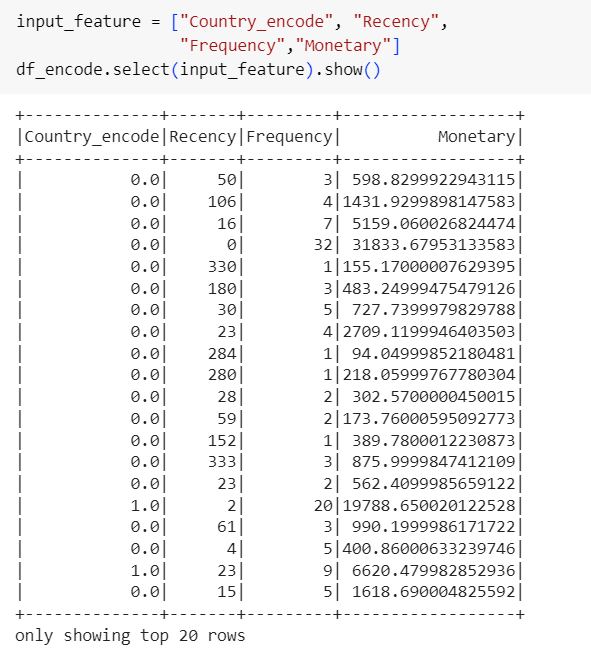 input_feature = ["Country_encode", "Recency",
                 "Frequency","Monetary"]
df_encode.select(input_feature).show()
+--------------+-------+---------+------------------+
|Country_encode|Recency|Frequency|          Monetary|
+--------------+-------+---------+------------------+
|           0.0|     50|        3| 598.8299922943115|
|           0.0|    106|        4|1431.9299898147583|
|           0.0|     16|        7| 5159.060026824474|
|           0.0|      0|       32| 31833.67953133583|
|           0.0|    330|        1|155.17000007629395|
|           0.0|    180|        3|483.24999475479126|
|           0.0|     30|        5| 727.7399979829788|
|           0.0|     23|        4|2709.1199946403503|
|           0.0|    284|        1| 94.04999852180481|
|           0.0|    280|        1|218.05999767780304|
|           0.0|     28|        2| 302.5700000450015|
|           0.0|     59|        2|173.76000595092773|
|           0.0|    152|        1| 389.7800012230873|
|           0.0|    333|        3| 875.9999847412109|
|           0.0|     23|        2| 562.4099985659122|
|           1.0|      2|       20|19788.650020122528|
|           0.0|     61|        3| 990.1999986171722|
|           0.0|      4|        5|400.86000633239746|
|           1.0|     23|        9| 6620.479982852936|
|           0.0|     15|        5| 1618.690004825592|
+--------------+-------+---------+------------------+
only showing top 20 rows